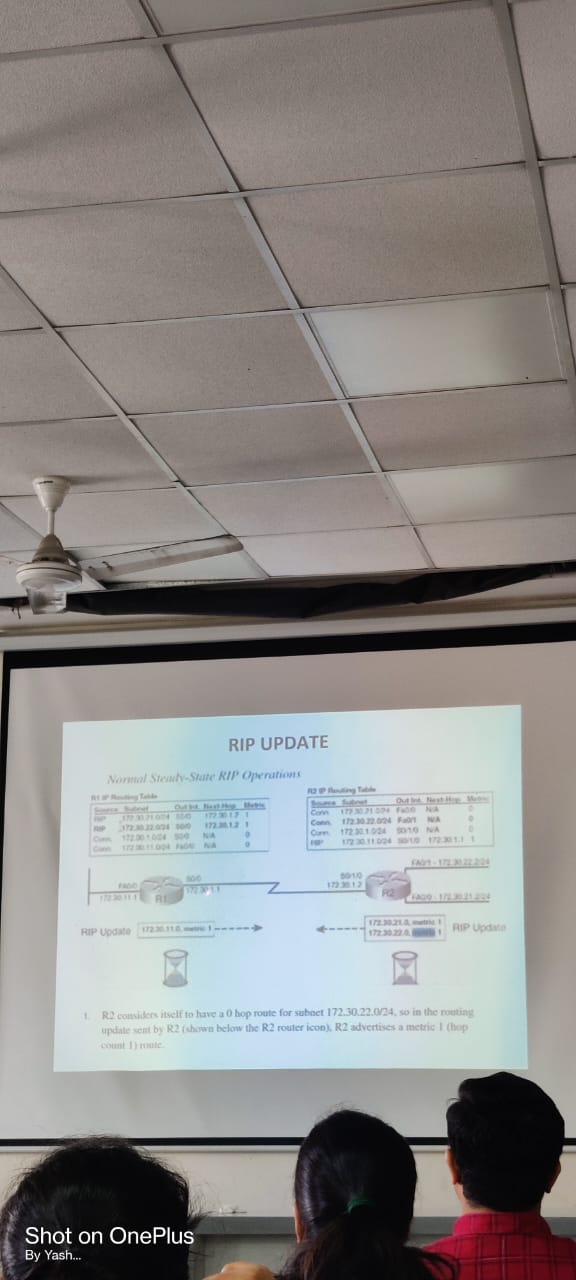 RIP UPDATE
Normal Steady-State RIP Operations
R1 IP Routing Table
Source Subnet Out Int. Next-Hop Metric
RIP 172.30.21.0/24 S0/0 172.30.1.2 1
RIP 172.30.22.0/24 S0/0 172.30.1.2 1
Conn. 172.30.1.0/24 S0/0 N/A 0
Conn. 172.30.11.0/24 Fa0/0 N/A 0
R2 IP Routing Table
Source Subnet Out Int. Next-Hop Metric
Conn. 172.30.21.0/24 Fa0/0 N/A 0
Conn. 172.30.22.0/24 Fa0/1 N/A 0
Conn. 172.30.1.0/24 S0/1/0 N/A 0
RIP 172.30.11.0/24 S0/1/0 172.30.1.1 1
FA0/0
172.30.11.1
R1
S0/0
172.30.1.1
S0/1/0
172.30.1.2
R2
FA0/1 - 172.30.22.2/24
FA0/0 - 172.30.21.2/24
RIP Update
172.30.11.0, metric 1
172.30.21.0, metric 1
172.30.22.0, metric 1
RIP Update
1. R2 considers itself to have a 0 hop route for subnet 172.30.22.0/24, so in the routing
update sent by R2 (shown below the R2 router icon), R2 advertises a metric 1 (hop
count 1) route.
Shot on OnePlus
By Yash...